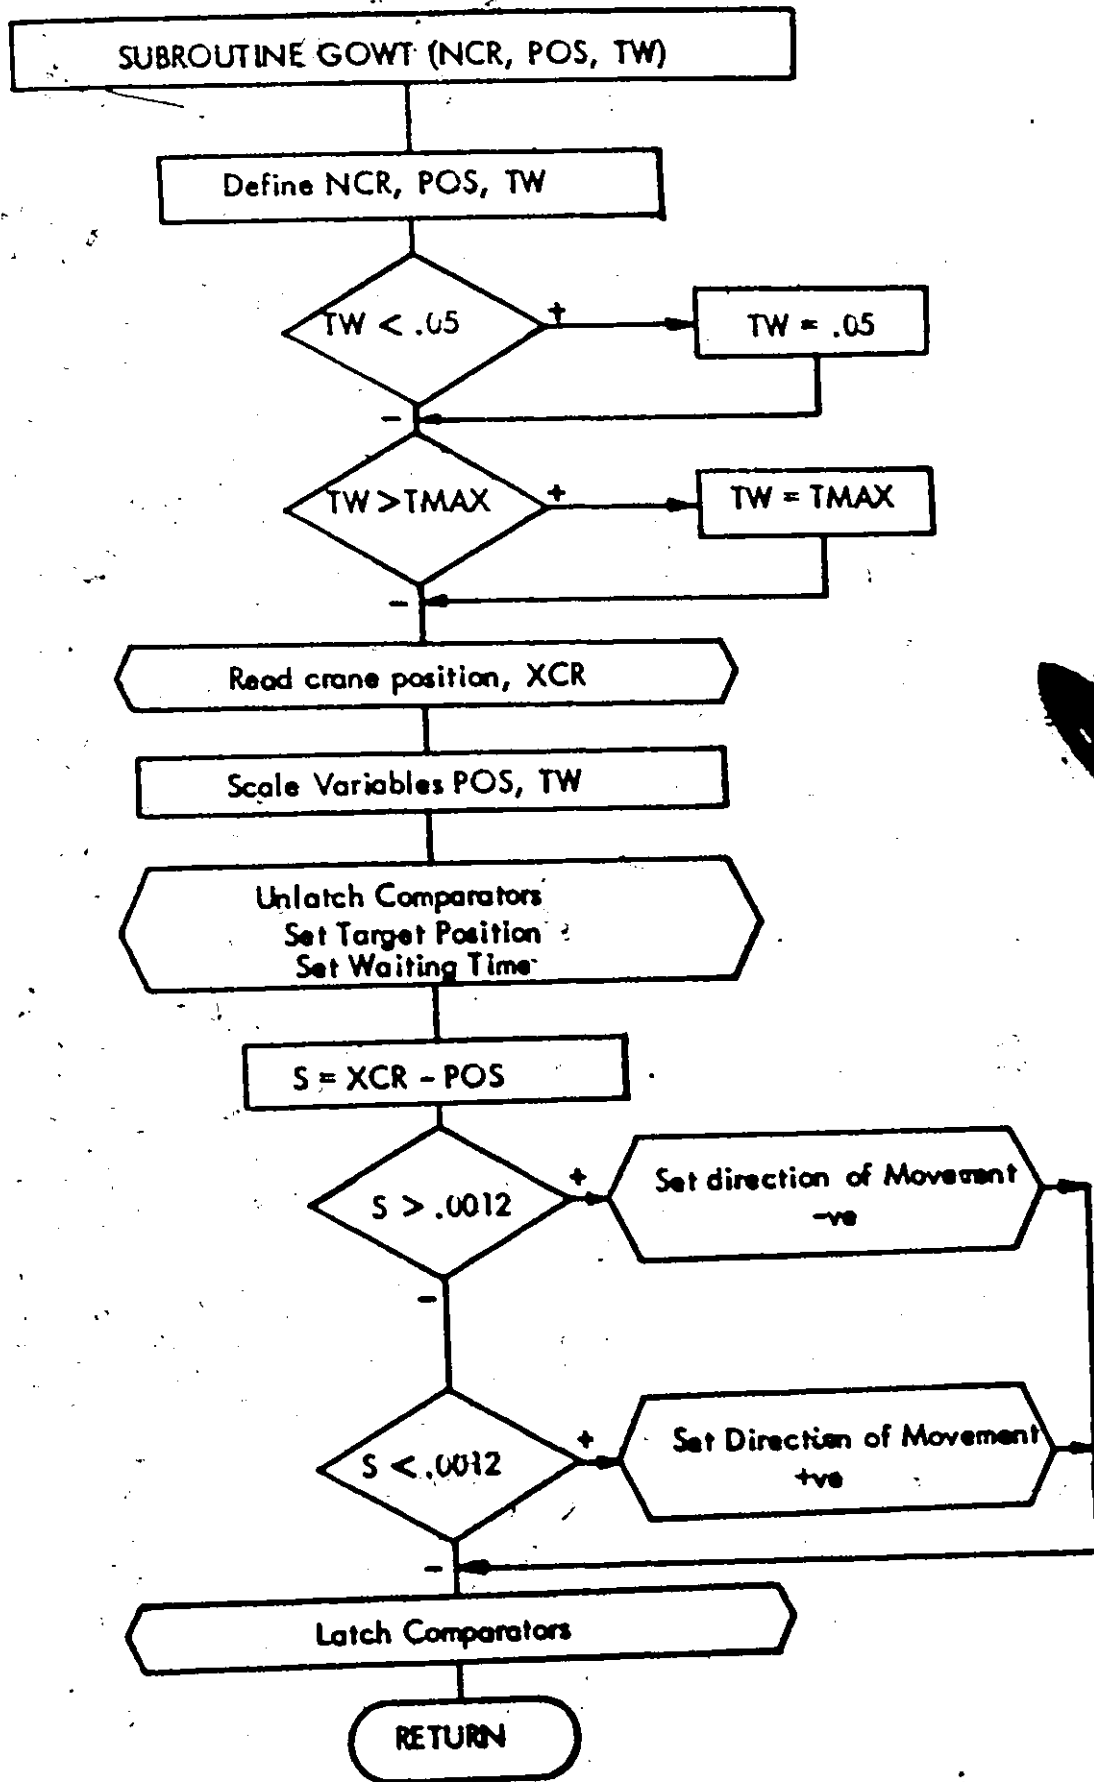 SUBROUTINE GOWT (NCR, POS, TW)
Define NCR, POS, TW
TW < .05
+
TW = .05
-
TW > TMAX
+
TW = TMAX
-
Read crane position, XCR
Scale Variables POS, TW
Unlatch Comparators
Set Target Position
Set Waiting Time
S = XCR - POS
S > .0012
+
Set direction of Movement
-ve
-
S < .0012
+
Set Direction of Movement
+ve
-
Latch Comparators
RETURN